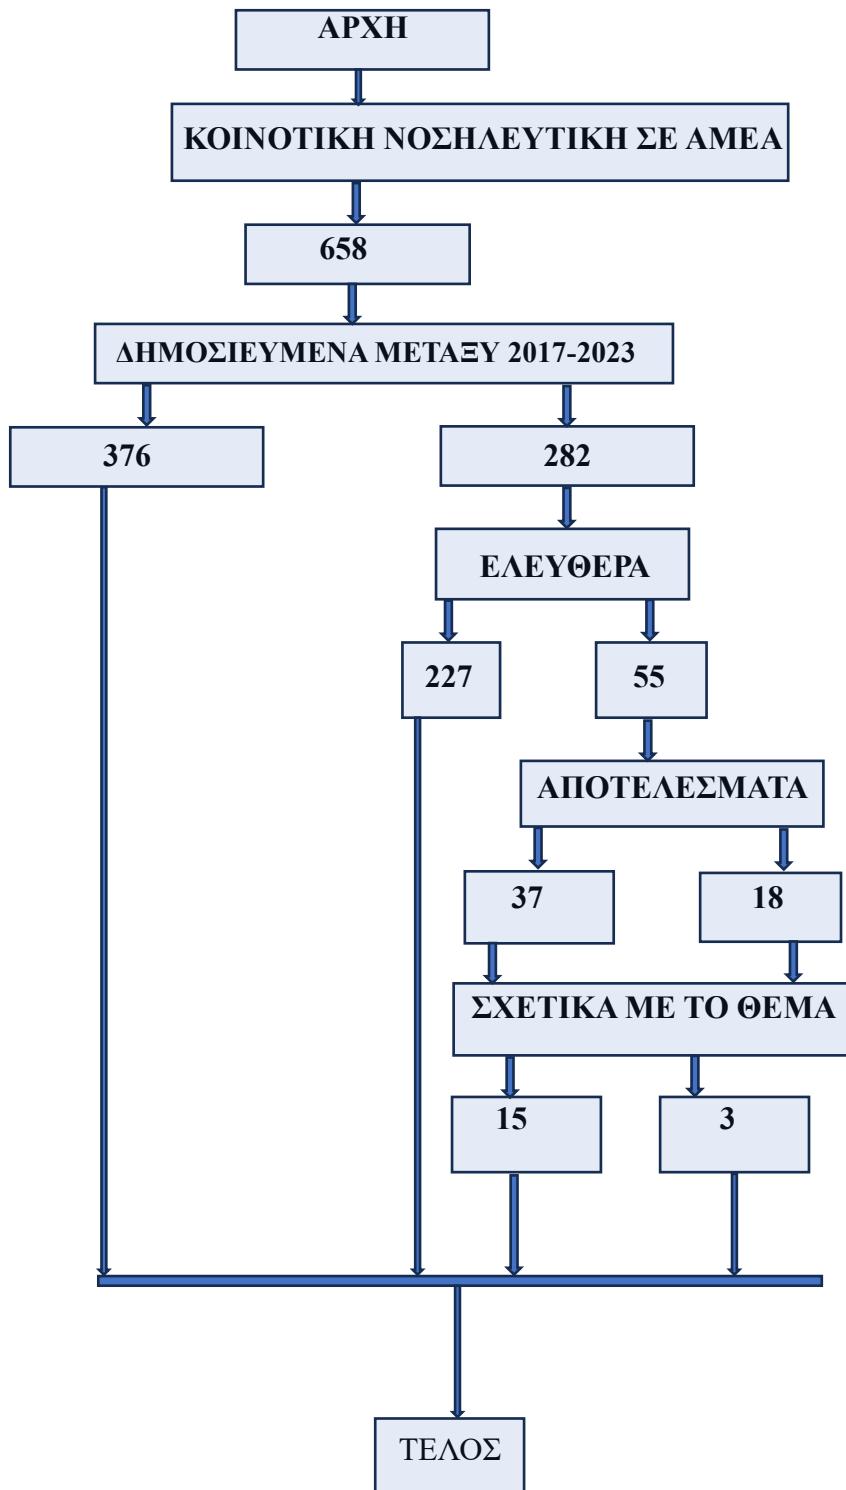 ΑΡΧΗ
ΚΟΙΝΟΤΙΚΗ ΝΟΣΗΛΕΥΤΙΚΗ ΣΕ ΑΜΕΑ
658
ΔΗΜΟΣΙΕΥΜΕΝΑ ΜΕΤΑΞΥ 2017-2023
376
282
ΕΛΕΥΘΕΡΑ
227
55
ΑΠΟΤΕΛΕΣΜΑΤΑ
37
18
ΣΧΕΤΙΚΑ ΜΕ ΤΟ ΘΕΜΑ
15
3
ΤΕΛΟΣ